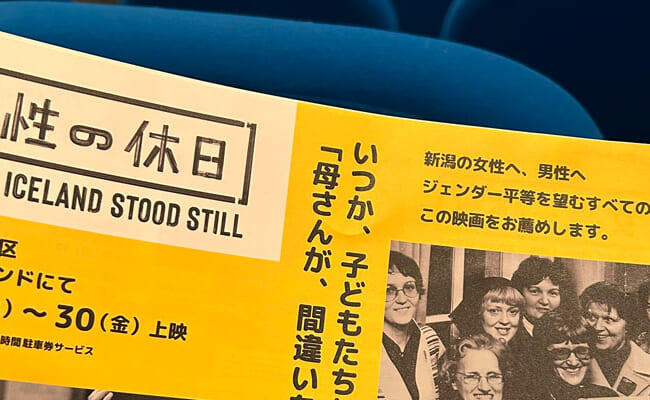 性の休日
ICELAND STOOD STILL
区
ンドにて
)～30(金)上映
時間 駐車券サービス
いつか、子どもたちに
「母さんが、間違いな
新潟の女性へ、男性へ
ジェンダー平等を望むすべての
この映画をお薦めします。